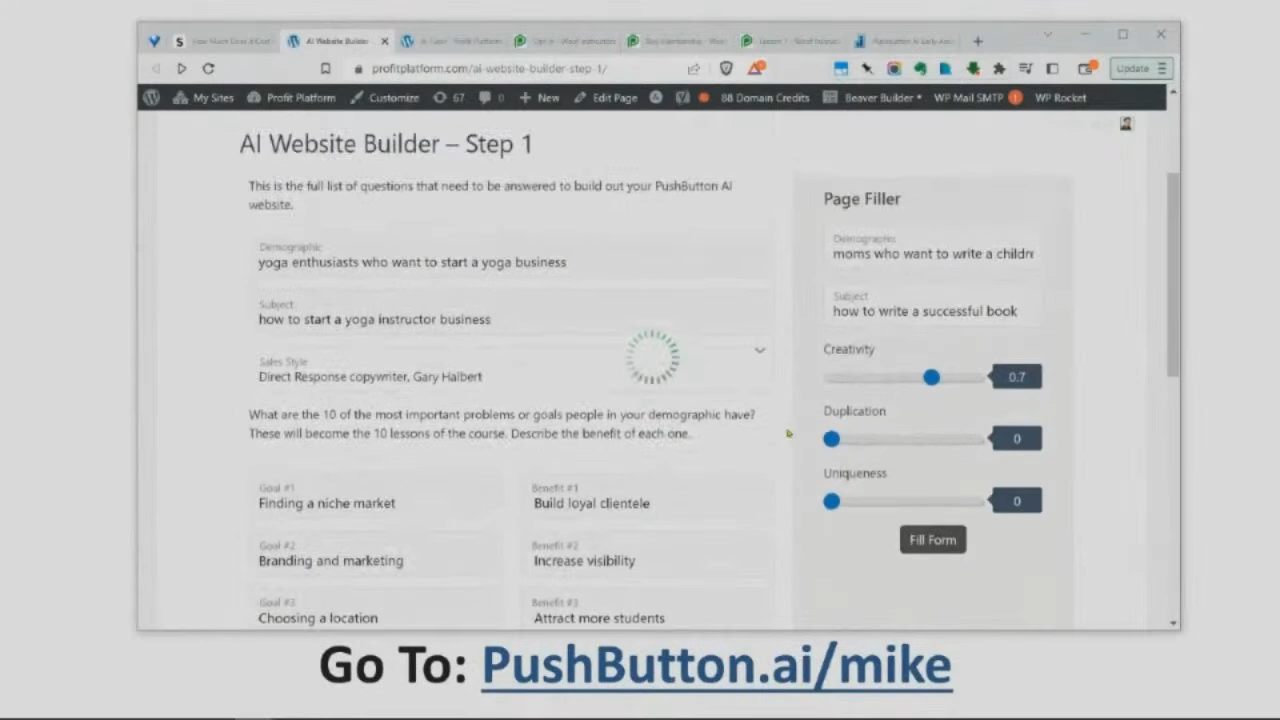 AI Website Builder
profitplatform.com/ai-website-builder-step-1/
Update
My Sites
Profit Platform
Customize
67
0
New
Edit Page
88 Domain Credits
Beaver Builder
WP Mail SMTP
1
WP Rocket
AI Website Builder – Step 1
This is the full list of questions that need to be answered to build out your PushButton AI
website.
Demographic
yoga enthusiasts who want to start a yoga business
Subject
how to start a yoga instructor business
Sales Style
Direct Response copywriter, Gary Halbert
What are the 10 of the most important problems or goals people in your demographic have?
These will become the 10 lessons of the course. Describe the benefit of each one.
Goal #1
Finding a niche market
Benefit #1
Build loyal clientele
Goal #2
Branding and marketing
Benefit #2
Increase visibility
Goal #3
Choosing a location
Benefit #3
Attract more students
Page Filler
Demographic
moms who want to write a childre
Subject
how to write a successful book
Creativity
0.7
Duplication
0
Uniqueness
0
Fill Form
Go To: PushButton.ai/mike